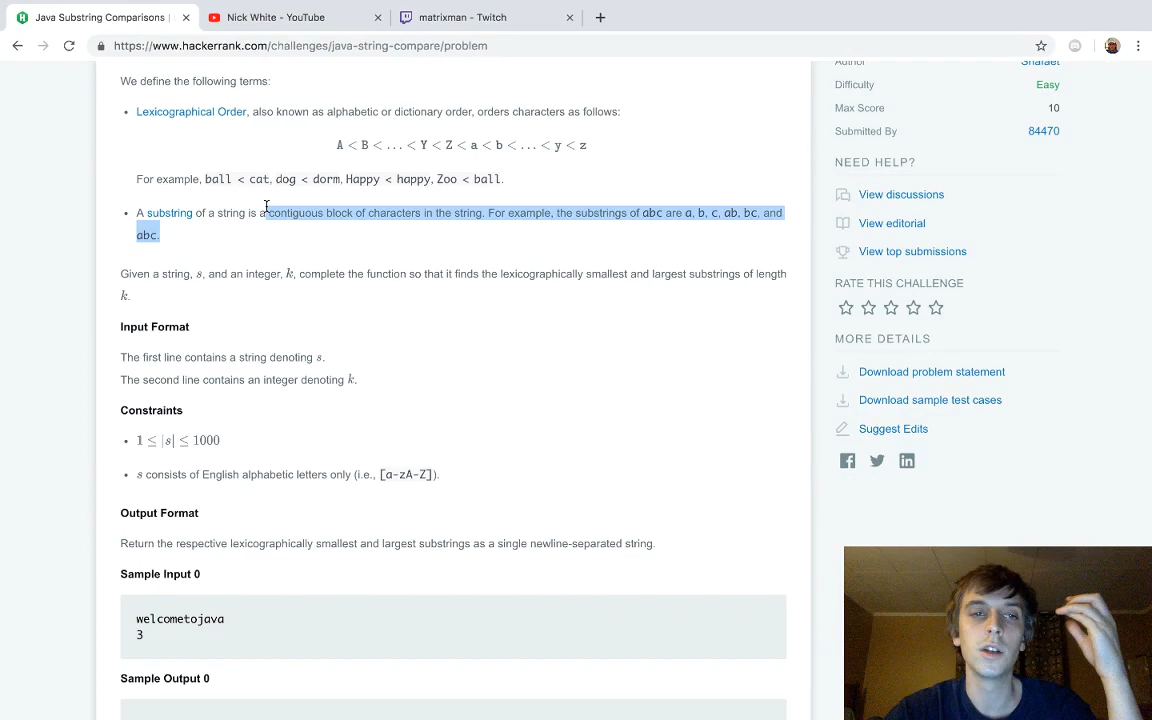 Java Substring Comparisons |
Nick White - YouTube
matrixman - Twitch
https://www.hackerrank.com/challenges/java-string-compare/problem
We define the following terms:
• Lexicographical Order, also known as alphabetic or dictionary order, orders characters as follows:
A < B < ... < Y < Z < a < b < ... < y < z
For example, ball < cat, dog < dorm, Happy < happy, Zoo < ball.
• A substring of a string is a contiguous block of characters in the string. For example, the substrings of abc are a, b, c, ab, bc, and
abc.
Given a string, s, and an integer, k, complete the function so that it finds the lexicographically smallest and largest substrings of length
k.
Input Format
The first line contains a string denoting s.
The second line contains an integer denoting k.
Constraints
• 1 ≤ |s| ≤ 1000
• s consists of English alphabetic letters only (i.e., [a-zA-Z]).
Output Format
Return the respective lexicographically smallest and largest substrings as a single newline-separated string.
Sample Input 0
welcometojava
3
Sample Output 0
Author Shafaet
Difficulty Easy
Max Score 10
Submitted By 84470
NEED HELP?
View discussions
View editorial
View top submissions
RATE THIS CHALLENGE
MORE DETAILS
Download problem statement
Download sample test cases
Suggest Edits